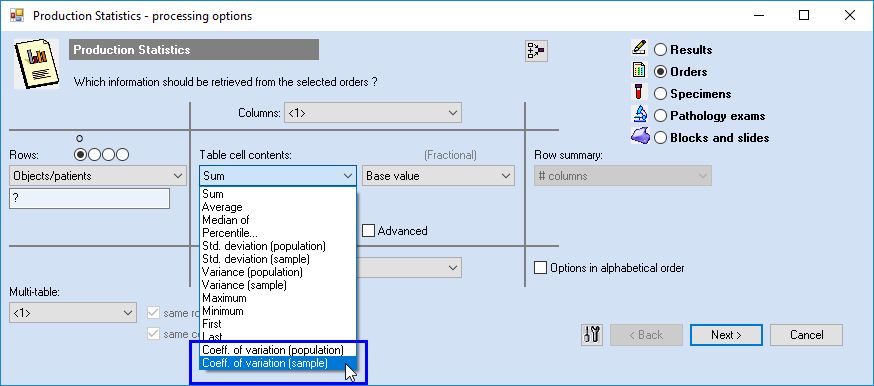 Production Statistics - processing options
Production Statistics
Which information should be retrieved from the selected orders ?
Results
Orders
Specimens
Pathology exams
Blocks and slides
Columns: <1>
o
Rows:
Objects/patients
?
Table cell contents:
(Fractional)
Sum
Base value
Row summary:
# columns
Sum
Average
Median of
Percentile...
Std. deviation (population)
Std. deviation (sample)
Variance (population)
Variance (sample)
Maximum
Minimum
First
Last
Coeff. of variation (population)
Coeff. of variation (sample)
Advanced
Options in alphabetical order
Multi-table:
<1>
same
same
< Back
Next >
Cancel